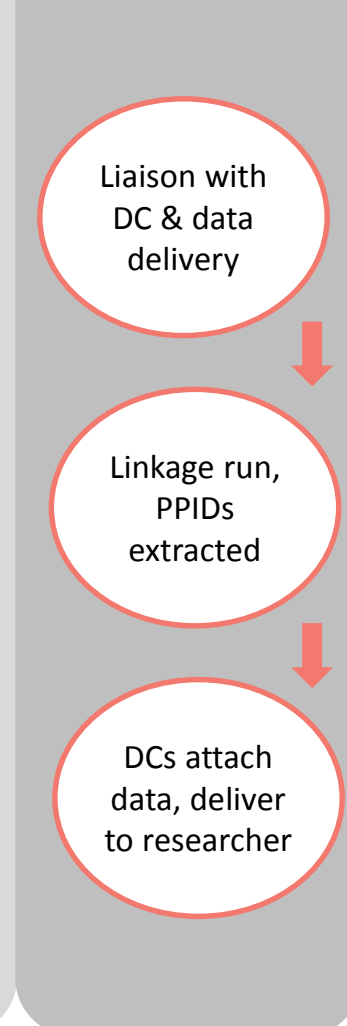 Liaison with
DC & data
delivery
Linkage run,
PPIDs
extracted
DCs attach
data, deliver
to researcher